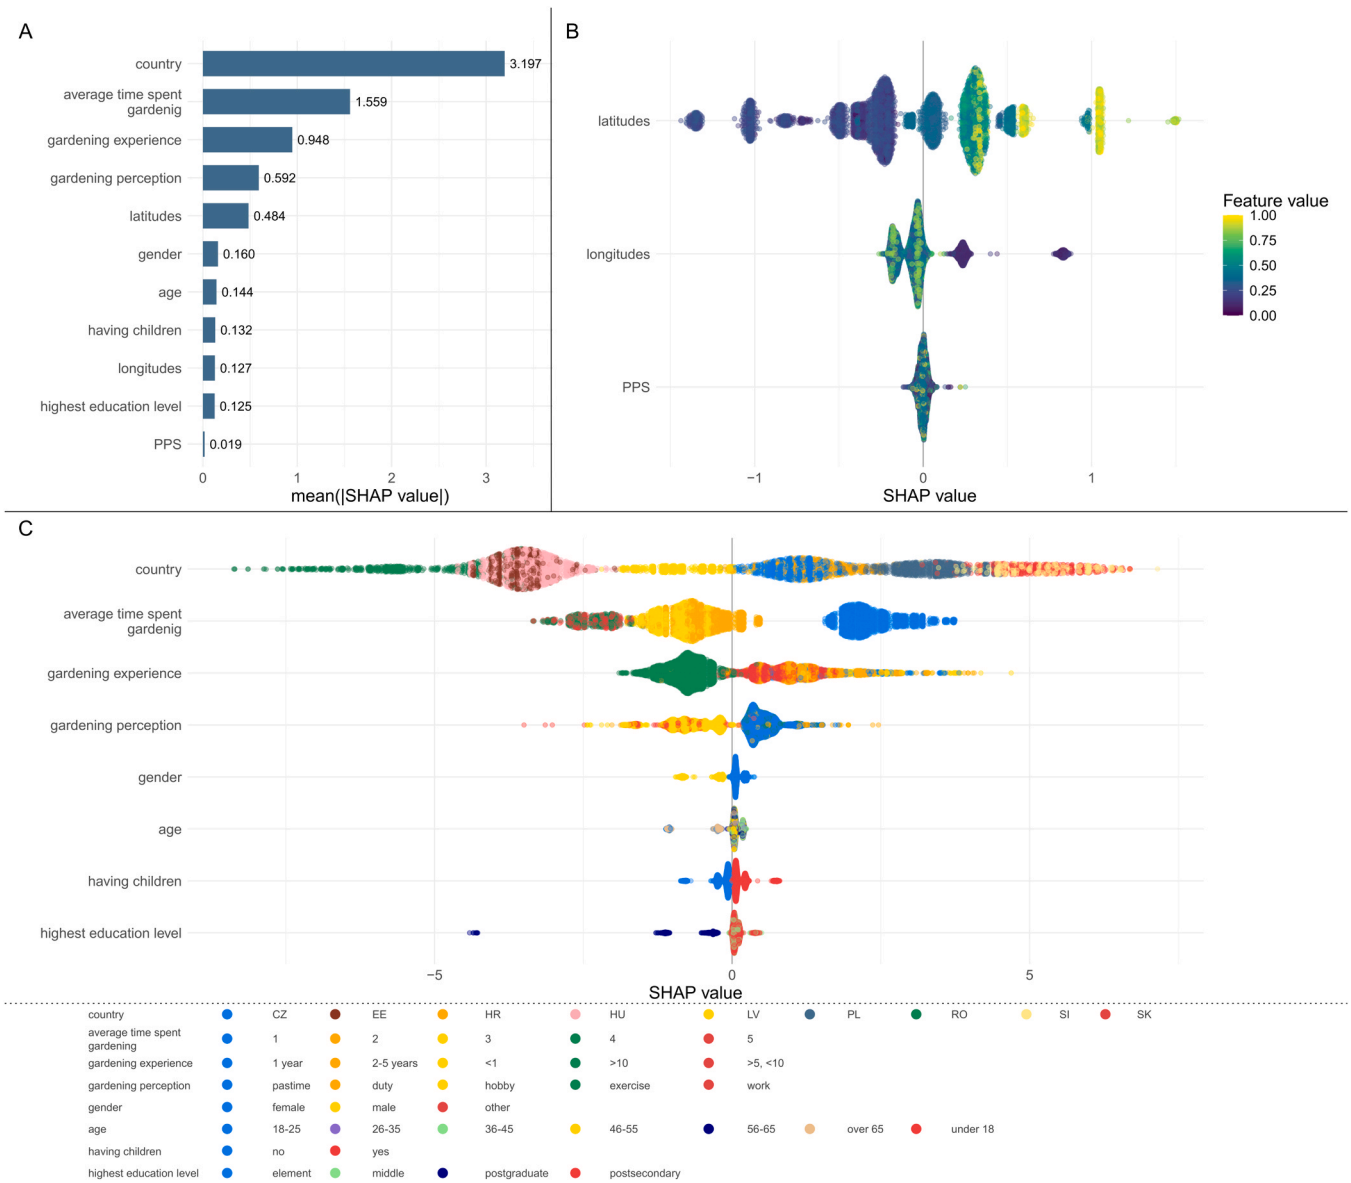 A
country
3.197
average time spent
gardenig
1.559
gardening experience
0.948
gardening perception
0.592
latitudes
0.484
gender
0.160
age
0.144
having children
0.132
longitudes
0.127
highest education level
0.125
PPS
0.019
0 1 2 3
mean(|SHAP value|)
B
latitudes
longitudes
PPS
−1 0 1
SHAP value
Feature value
1.00
0.75
0.50
0.25
0.00
C
country
average time spent
gardenig
gardening experience
gardening perception
gender
age
having children
highest education level
−5 0 5
SHAP value
country CZ EE HR HU LV PL RO SI SK
average time spent
gardening 1 2 3 4 5
gardening experience 1 year 2-5 years <1 >10 >5, <10
gardening perception pastime duty hobby exercise work
gender female male other
age 18-25 26-35 36-45 46-55 56-65 over 65 under 18
having children no yes
highest education level element middle postgraduate postsecondary